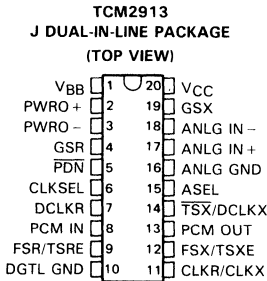 TCM2913
J DUAL-IN-LINE PACKAGE
(TOP VIEW)
VBB 1 20 VCC
PWRO + 2 19 GSX
PWRO − 3 18 ANLG IN −
GSR 4 17 ANLG IN +
PDN 5 16 ANLG GND
CLKSEL 6 15 ASEL
DCLKR 7 14 TSX/DCLKX
PCM IN 8 13 PCM OUT
FSR/TSRE 9 12 FSX/TSXE
DGTL GND 10 11 CLKR/CLKX